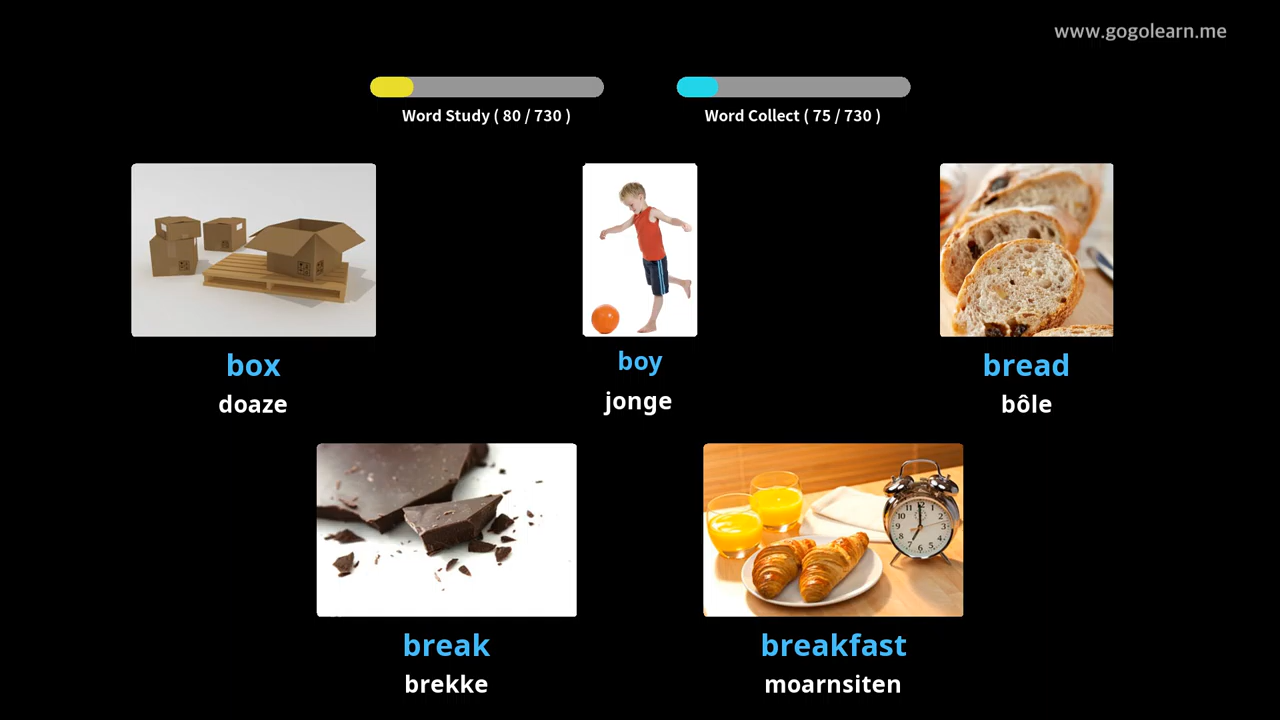 www.gogolearn.me
Word Study ( 80 / 730 )
Word Collect ( 75 / 730 )
box
doaze
boy
jonge
bread
bôle
break
brekke
breakfast
moarnsiten